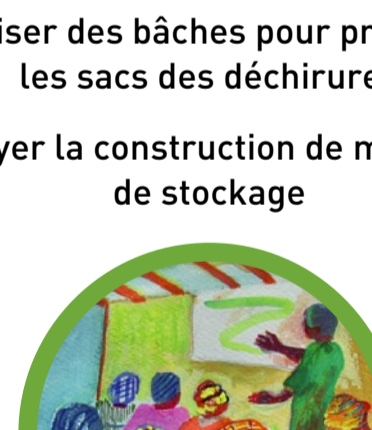 iser des bâches pour pr
les sacs des déchirure
yer la construction de m
de stockage